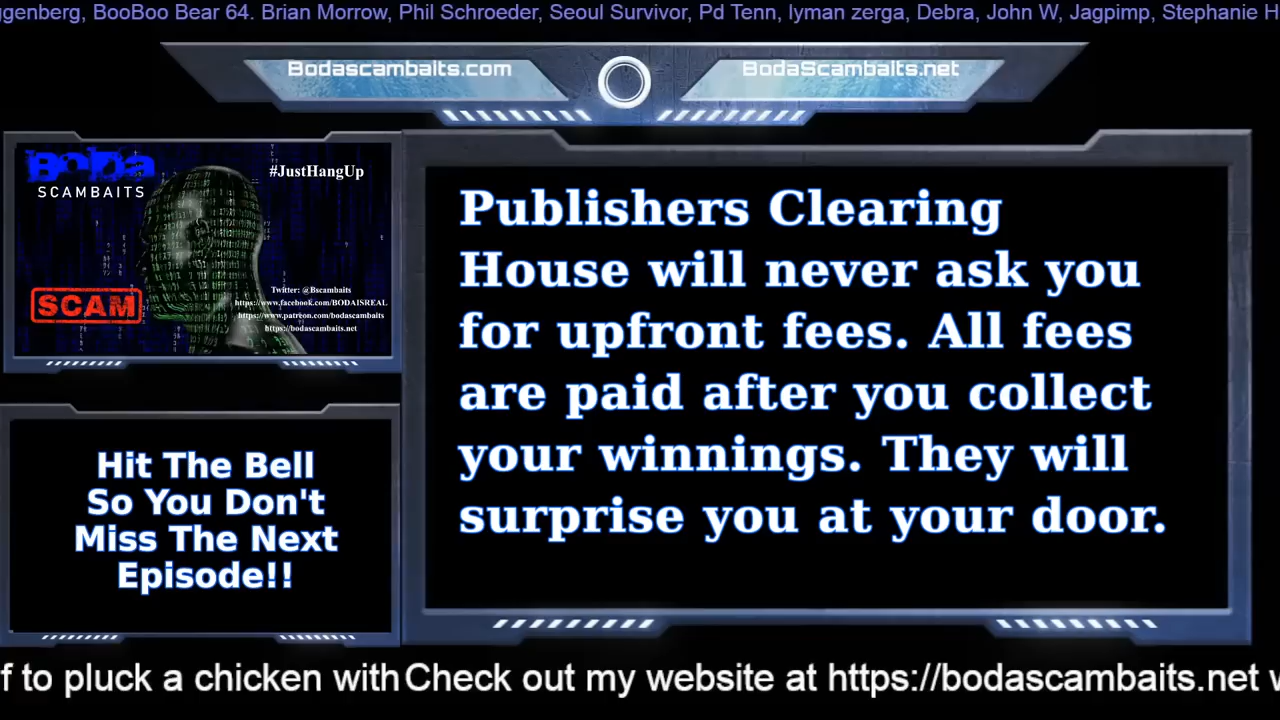 BooBoo Bear 64. Brian Morrow, Phil Schroeder, Seoul Survivor, Pd Tenn, lyman zerga, Debra, John W, Jagpimp, Stephanie H
Bodascambaits.com
BodaScambaits.net
BoDa
SCAMBAITS
#JustHangUp
SCAM
Twitter: @Bscambaits
https://www.facebook.com/BODAISREAL
https://www.patreon.com/bodascambaits
https://bodascambaits.net
Publishers Clearing
House will never ask you
for upfront fees. All fees
are paid after you collect
your winnings. They will
surprise you at your door.
Hit The Bell
So You Don't
Miss The Next
Episode!!
f to pluck a chicken with Check out my website at https://bodascambaits.net